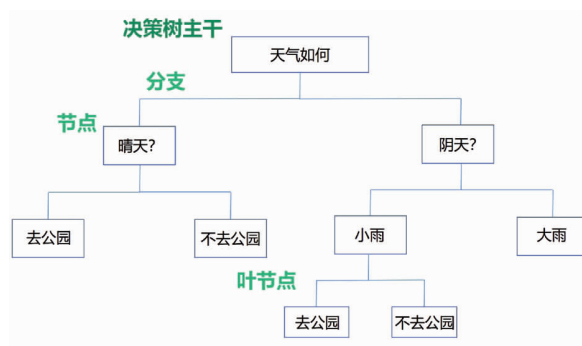 决策树主干
天气如何
分支
节点
晴天？
阴天？
去公园
不去公园
小雨
大雨
叶节点
去公园
不去公园